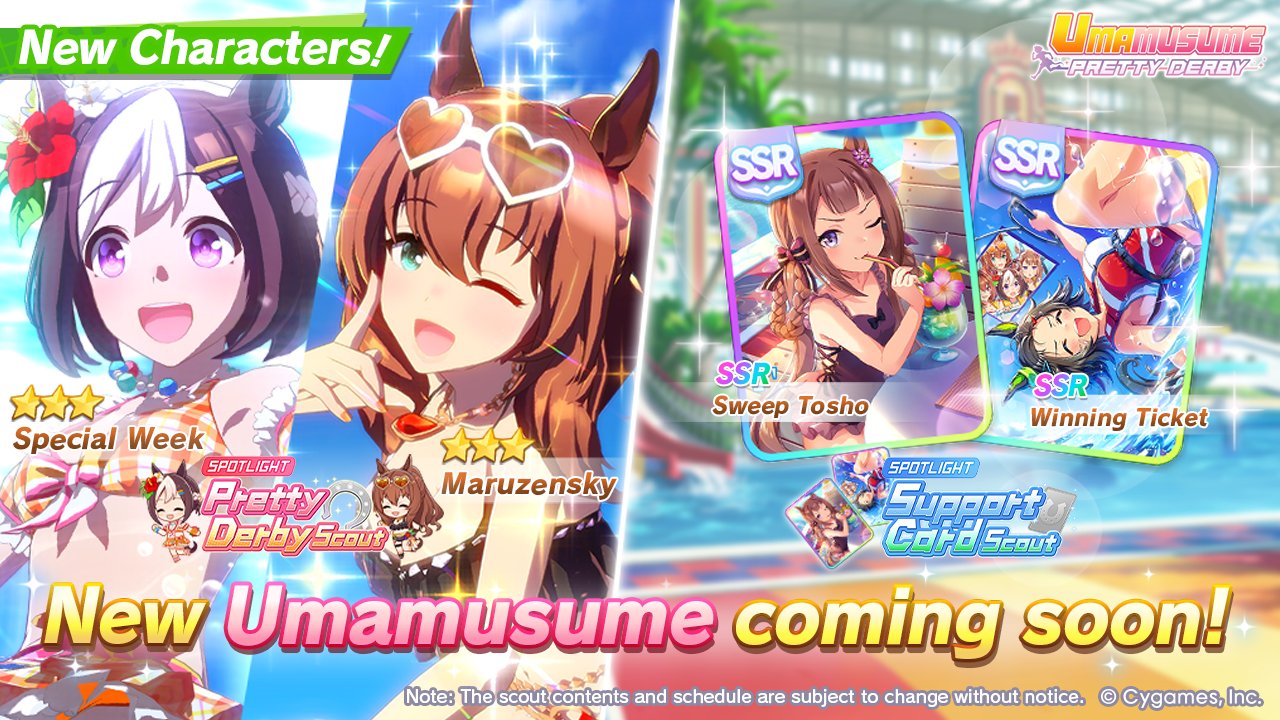 New Characters!
UMAMUSUME
PRETTY DERBY
SSR
SSR
Special Week
SPOTLIGHT
Pretty
Derby Scout
Maruzensky
SSR
Sweep Tosho
SSR
Winning Ticket
SPOTLIGHT
Support
Card Scout
New Umamusume coming soon!
Note: The scout contents and schedule are subject to change without notice. © Cygames, Inc.